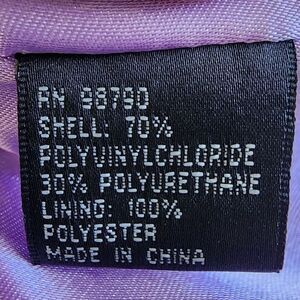 RN 98790
SHELL: 70%
POLYVINYLCHLORIDE
30% POLYURETHANE
LINING: 100%
POLYESTER
MADE IN CHINA